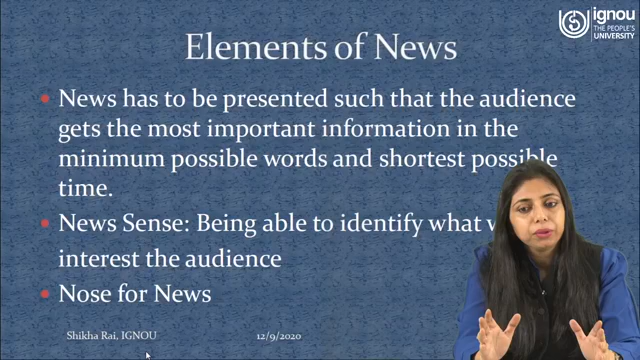 ignou
THE PEOPLE'S
UNIVERSITY
Elements of News
• News has to be presented such that the audience
gets the most important information in the
minimum possible words and shortest possible
time.
• News Sense: Being able to identify what
interest the audience
• Nose for News
Shikha Rai, IGNOU 12/9/2020